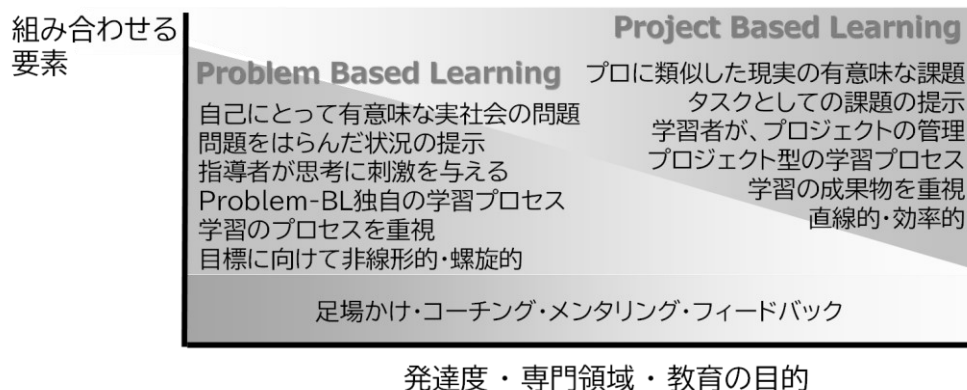 組み合わせる
要素
Problem Based Learning
自己にとって有意味な実社会の問題
問題をはらんだ状況の提示
指導者が思考に刺激を与える
Problem-BL独自の学習プロセス
学習のプロセスを重視
目標に向けて非線形的・螺旋的
Project Based Learning
プロに類似した現実の有意味な課題
タスクとしての課題の提示
学習者が、プロジェクトの管理
プロジェクト型の学習プロセス
学習の成果物を重視
直線的・効率的
足場かけ・コーチング・メンタリング・フィードバック
発達度 ・ 専門領域 ・ 教育の目的